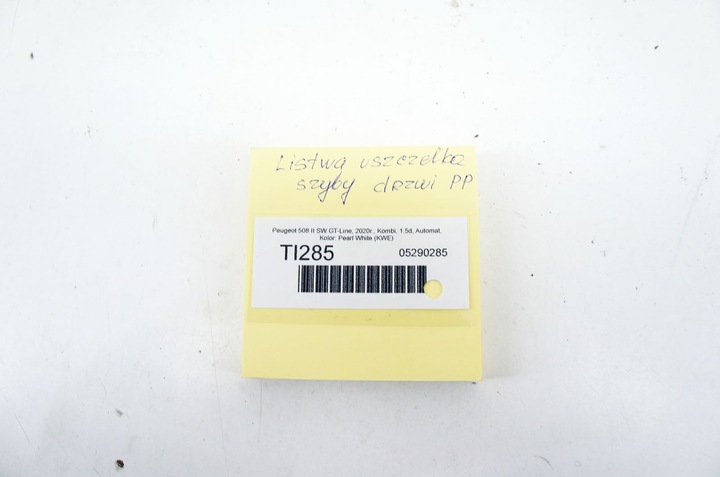 Listwa uszczelka
szyby drzwi PP
Peugeot 508 II SW GT-Line, 2020r., Kombi, 1.5d, Automat,
Kolor: Pearl White (KWE)
TI285 05290285